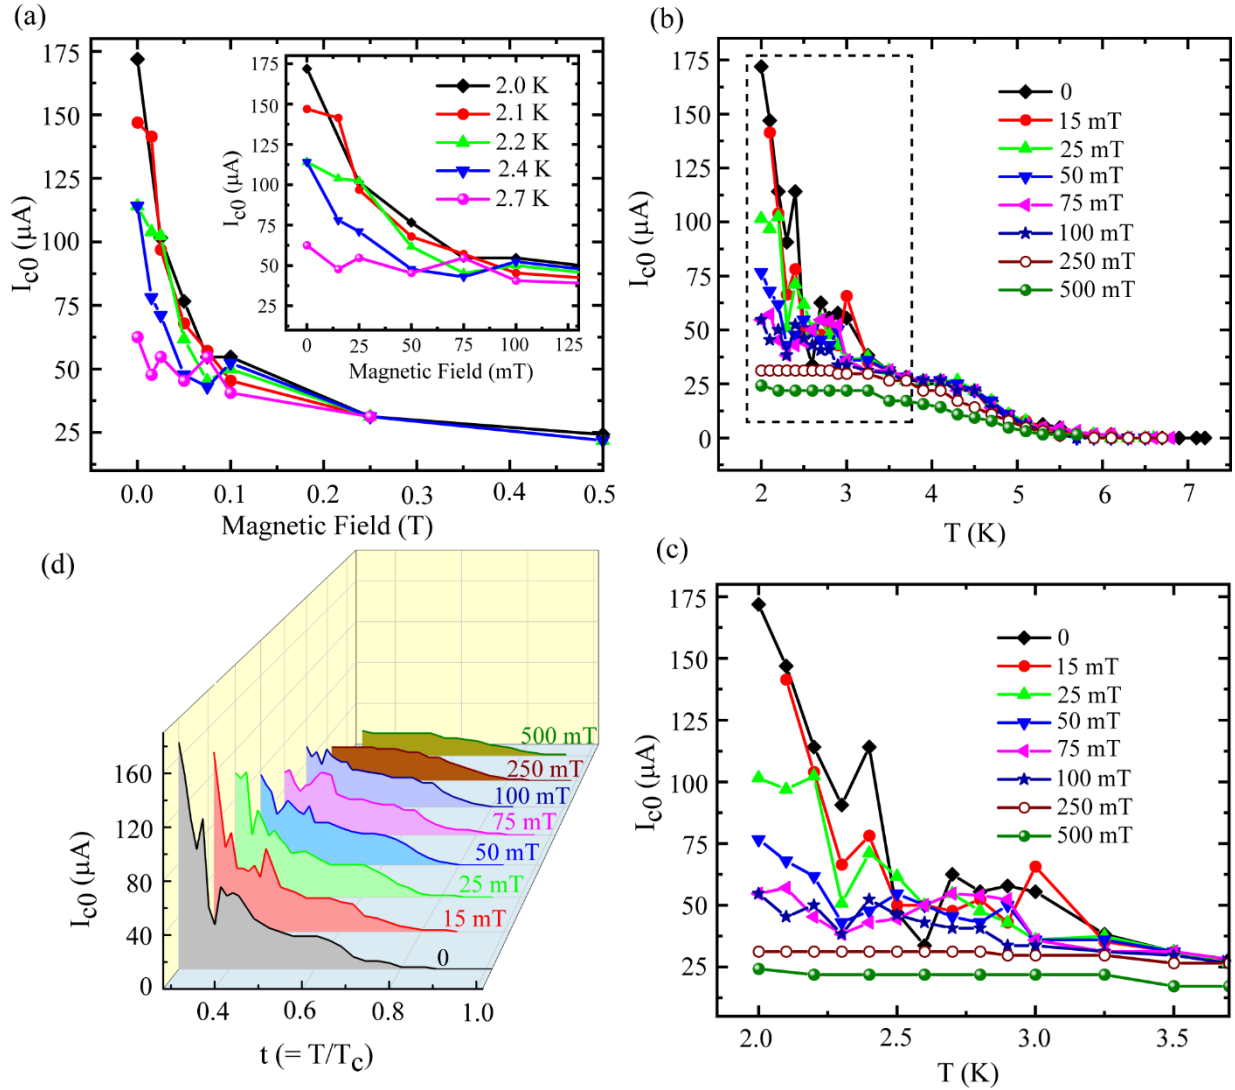 (a)
175
150
125
100
75
50
25
I_c0 (μA)
0.0 0.1 0.2 0.3 0.4 0.5
Magnetic Field (T)
175
150
125
100
75
50
25
I_c0 (μA)
0 25 50 75 100 125
Magnetic Field (mT)
2.0 K
2.1 K
2.2 K
2.4 K
2.7 K
(b)
175
150
125
100
75
50
25
0
I_c0 (μA)
2 3 4 5 6 7
T (K)
0
15 mT
25 mT
50 mT
75 mT
100 mT
250 mT
500 mT
(d)
160
120
80
40
0
I_c0 (μA)
0.4 0.6 0.8 1.0
t (= T/T_c)
500 mT
250 mT
100 mT
75 mT
50 mT
25 mT
15 mT
0
(c)
175
150
125
100
75
50
25
I_c0 (μA)
2.0 2.5 3.0 3.5
T (K)
0
15 mT
25 mT
50 mT
75 mT
100 mT
250 mT
500 mT